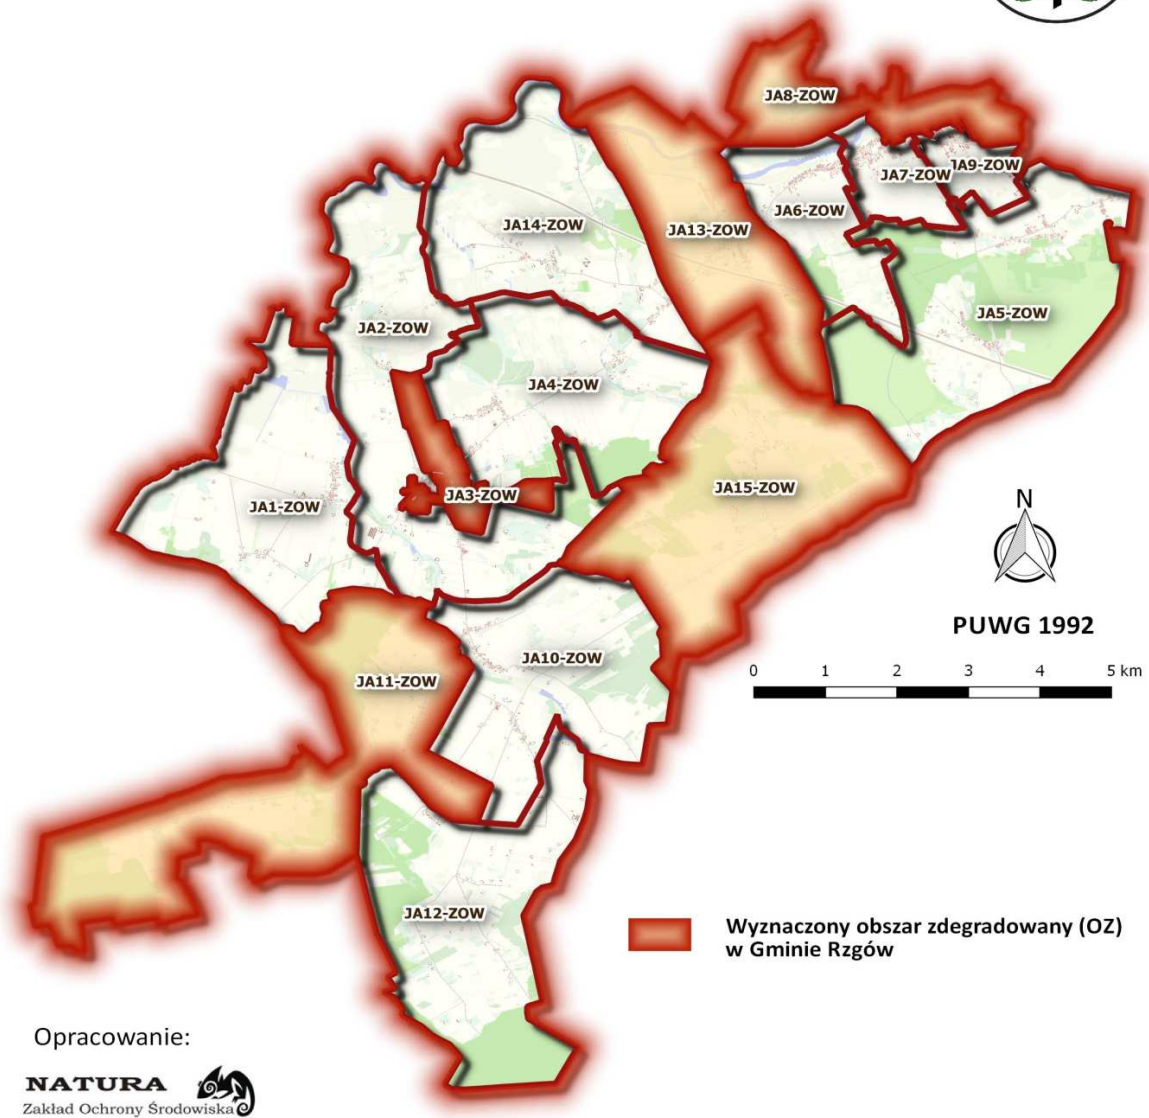 JA8-ZOW
JA9-ZOW
JA7-ZOW
JA6-ZOW
JA14-ZOW
JA13-ZOW
JA5-ZOW
JA2-ZOW
JA4-ZOW
JA15-ZOW
JA3-ZOW
JA1-ZOW
N
PUWG 1992
0 1 2 3 4 5 km
JA10-ZOW
JA11-ZOW
JA12-ZOW
Wyznaczony obszar zdegradowany (OZ)
w Gminie Rzgów
Opracowanie:
NATURA
Zakład Ochrony Środowiska